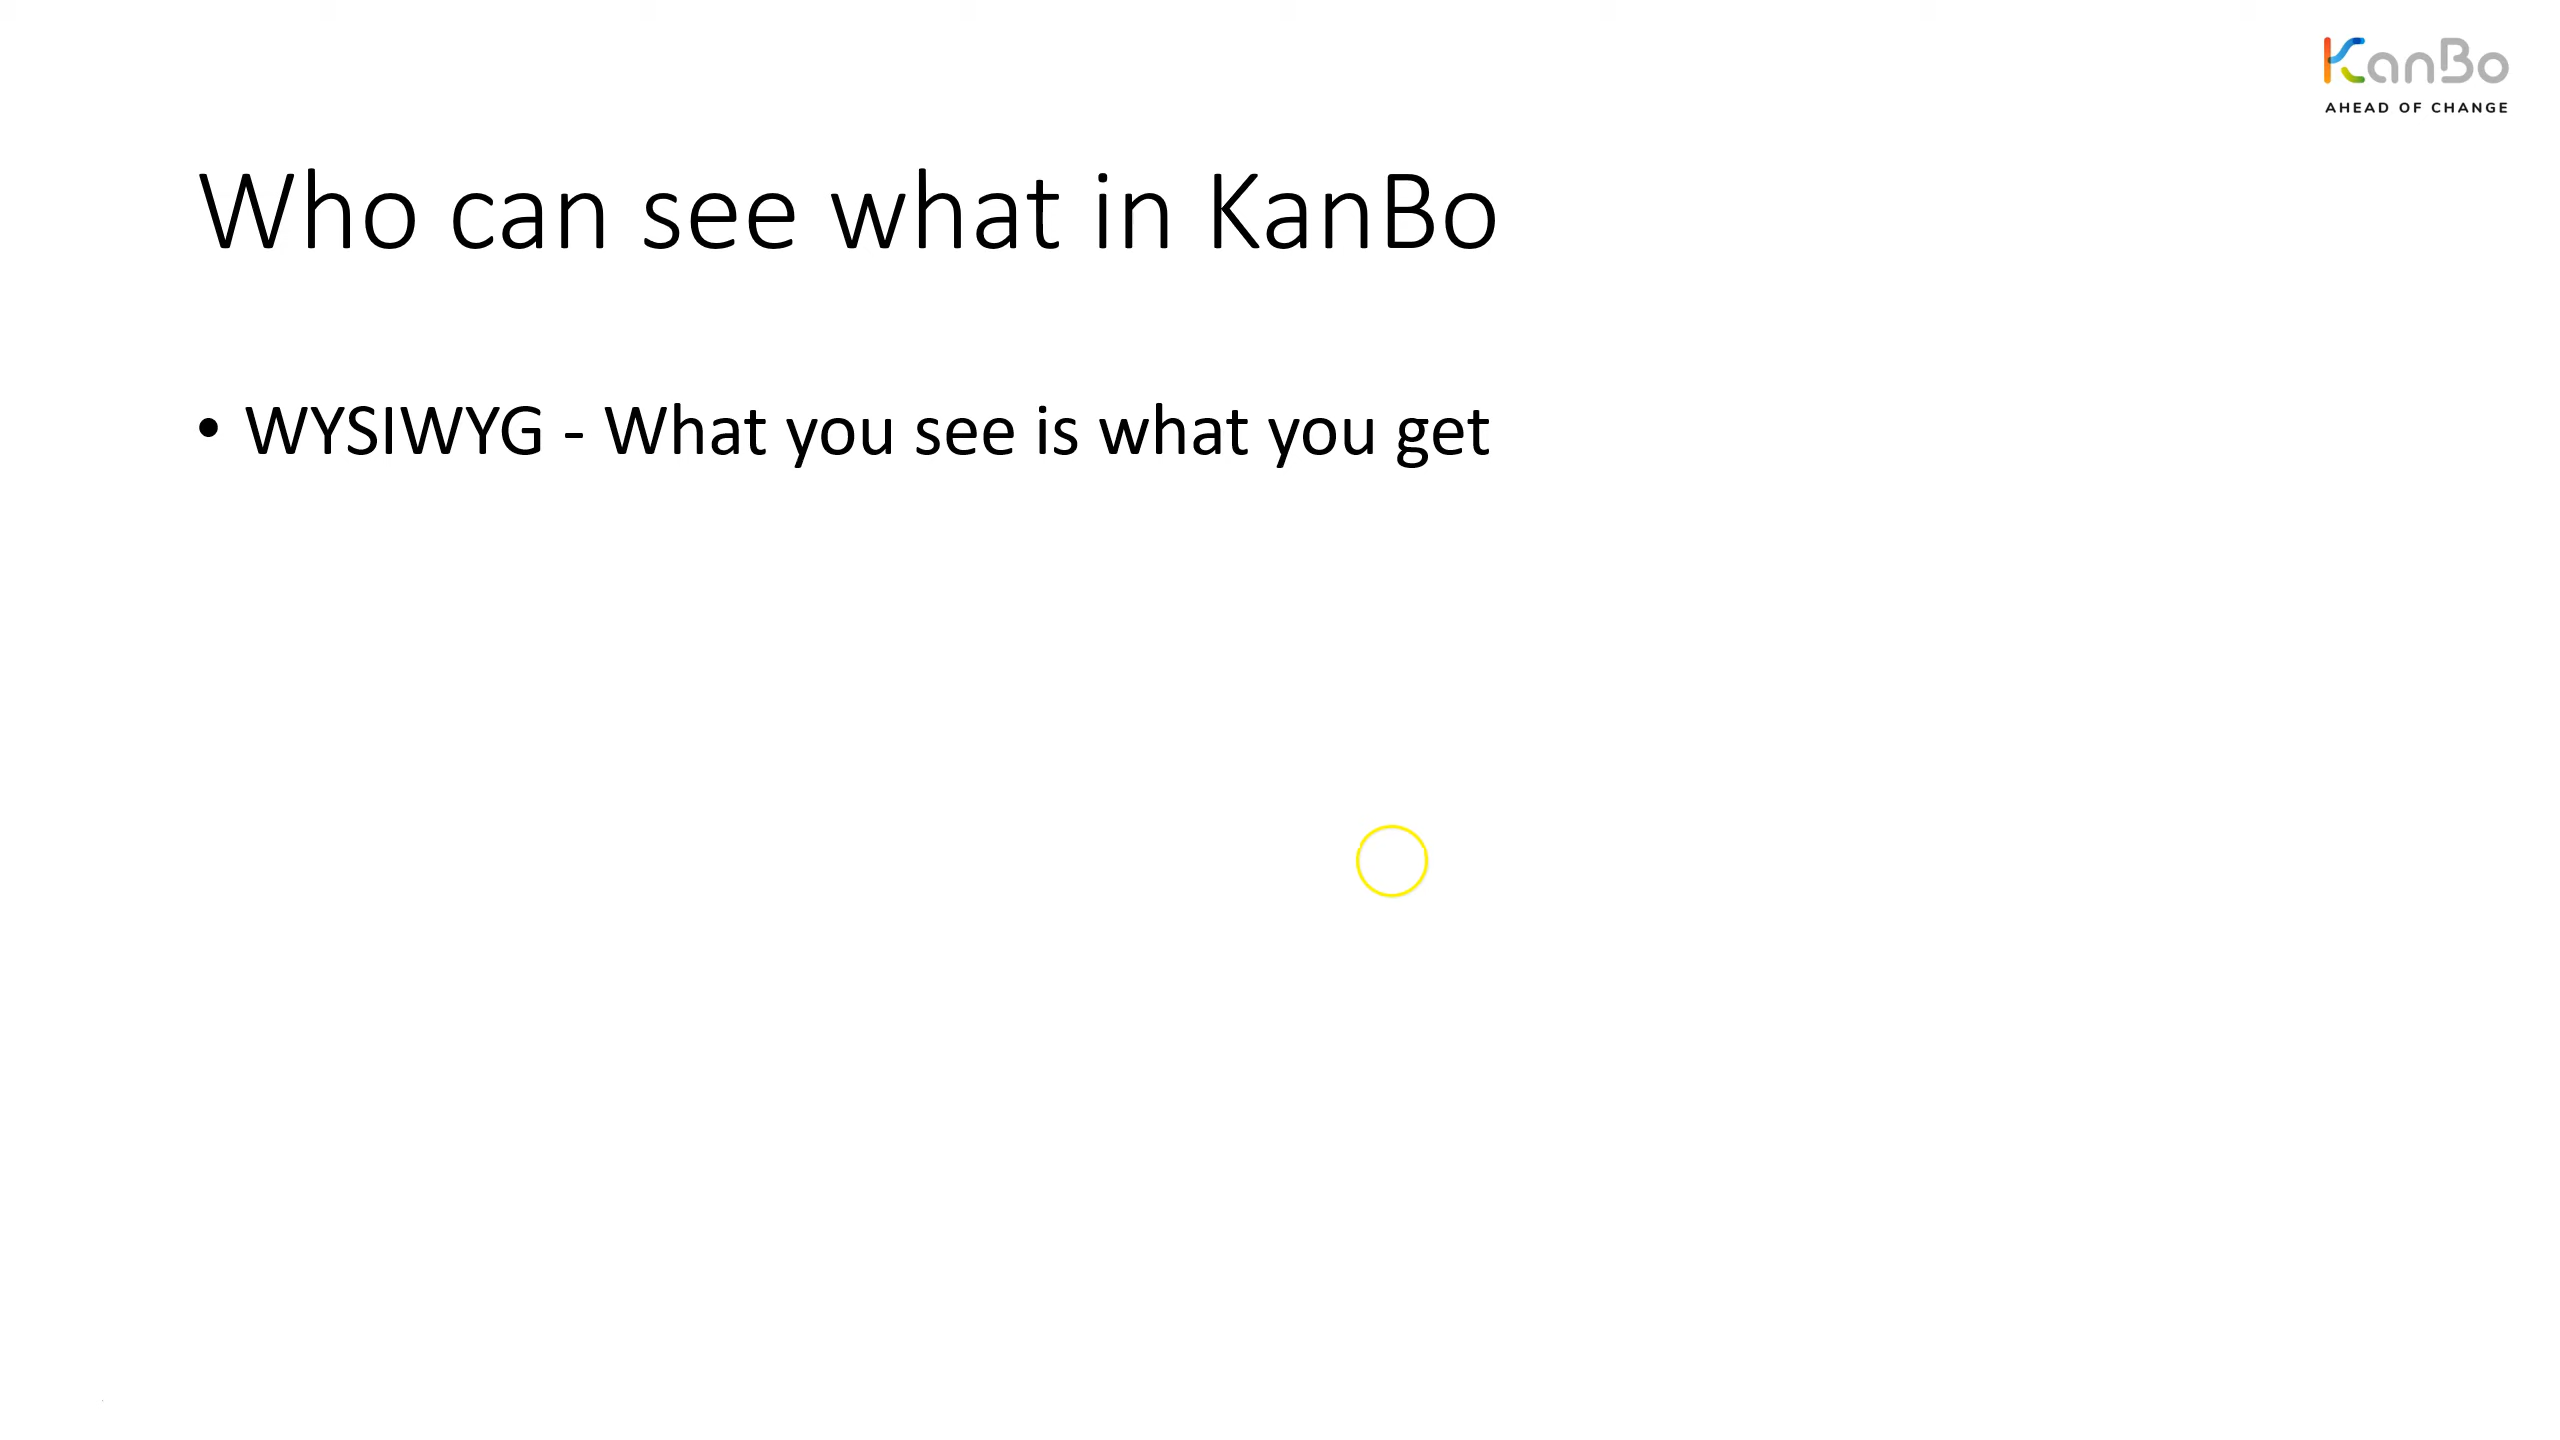 KanBo
AHEAD OF CHANGE
Who can see what in KanBo
• WYSIWYG - What you see is what you get